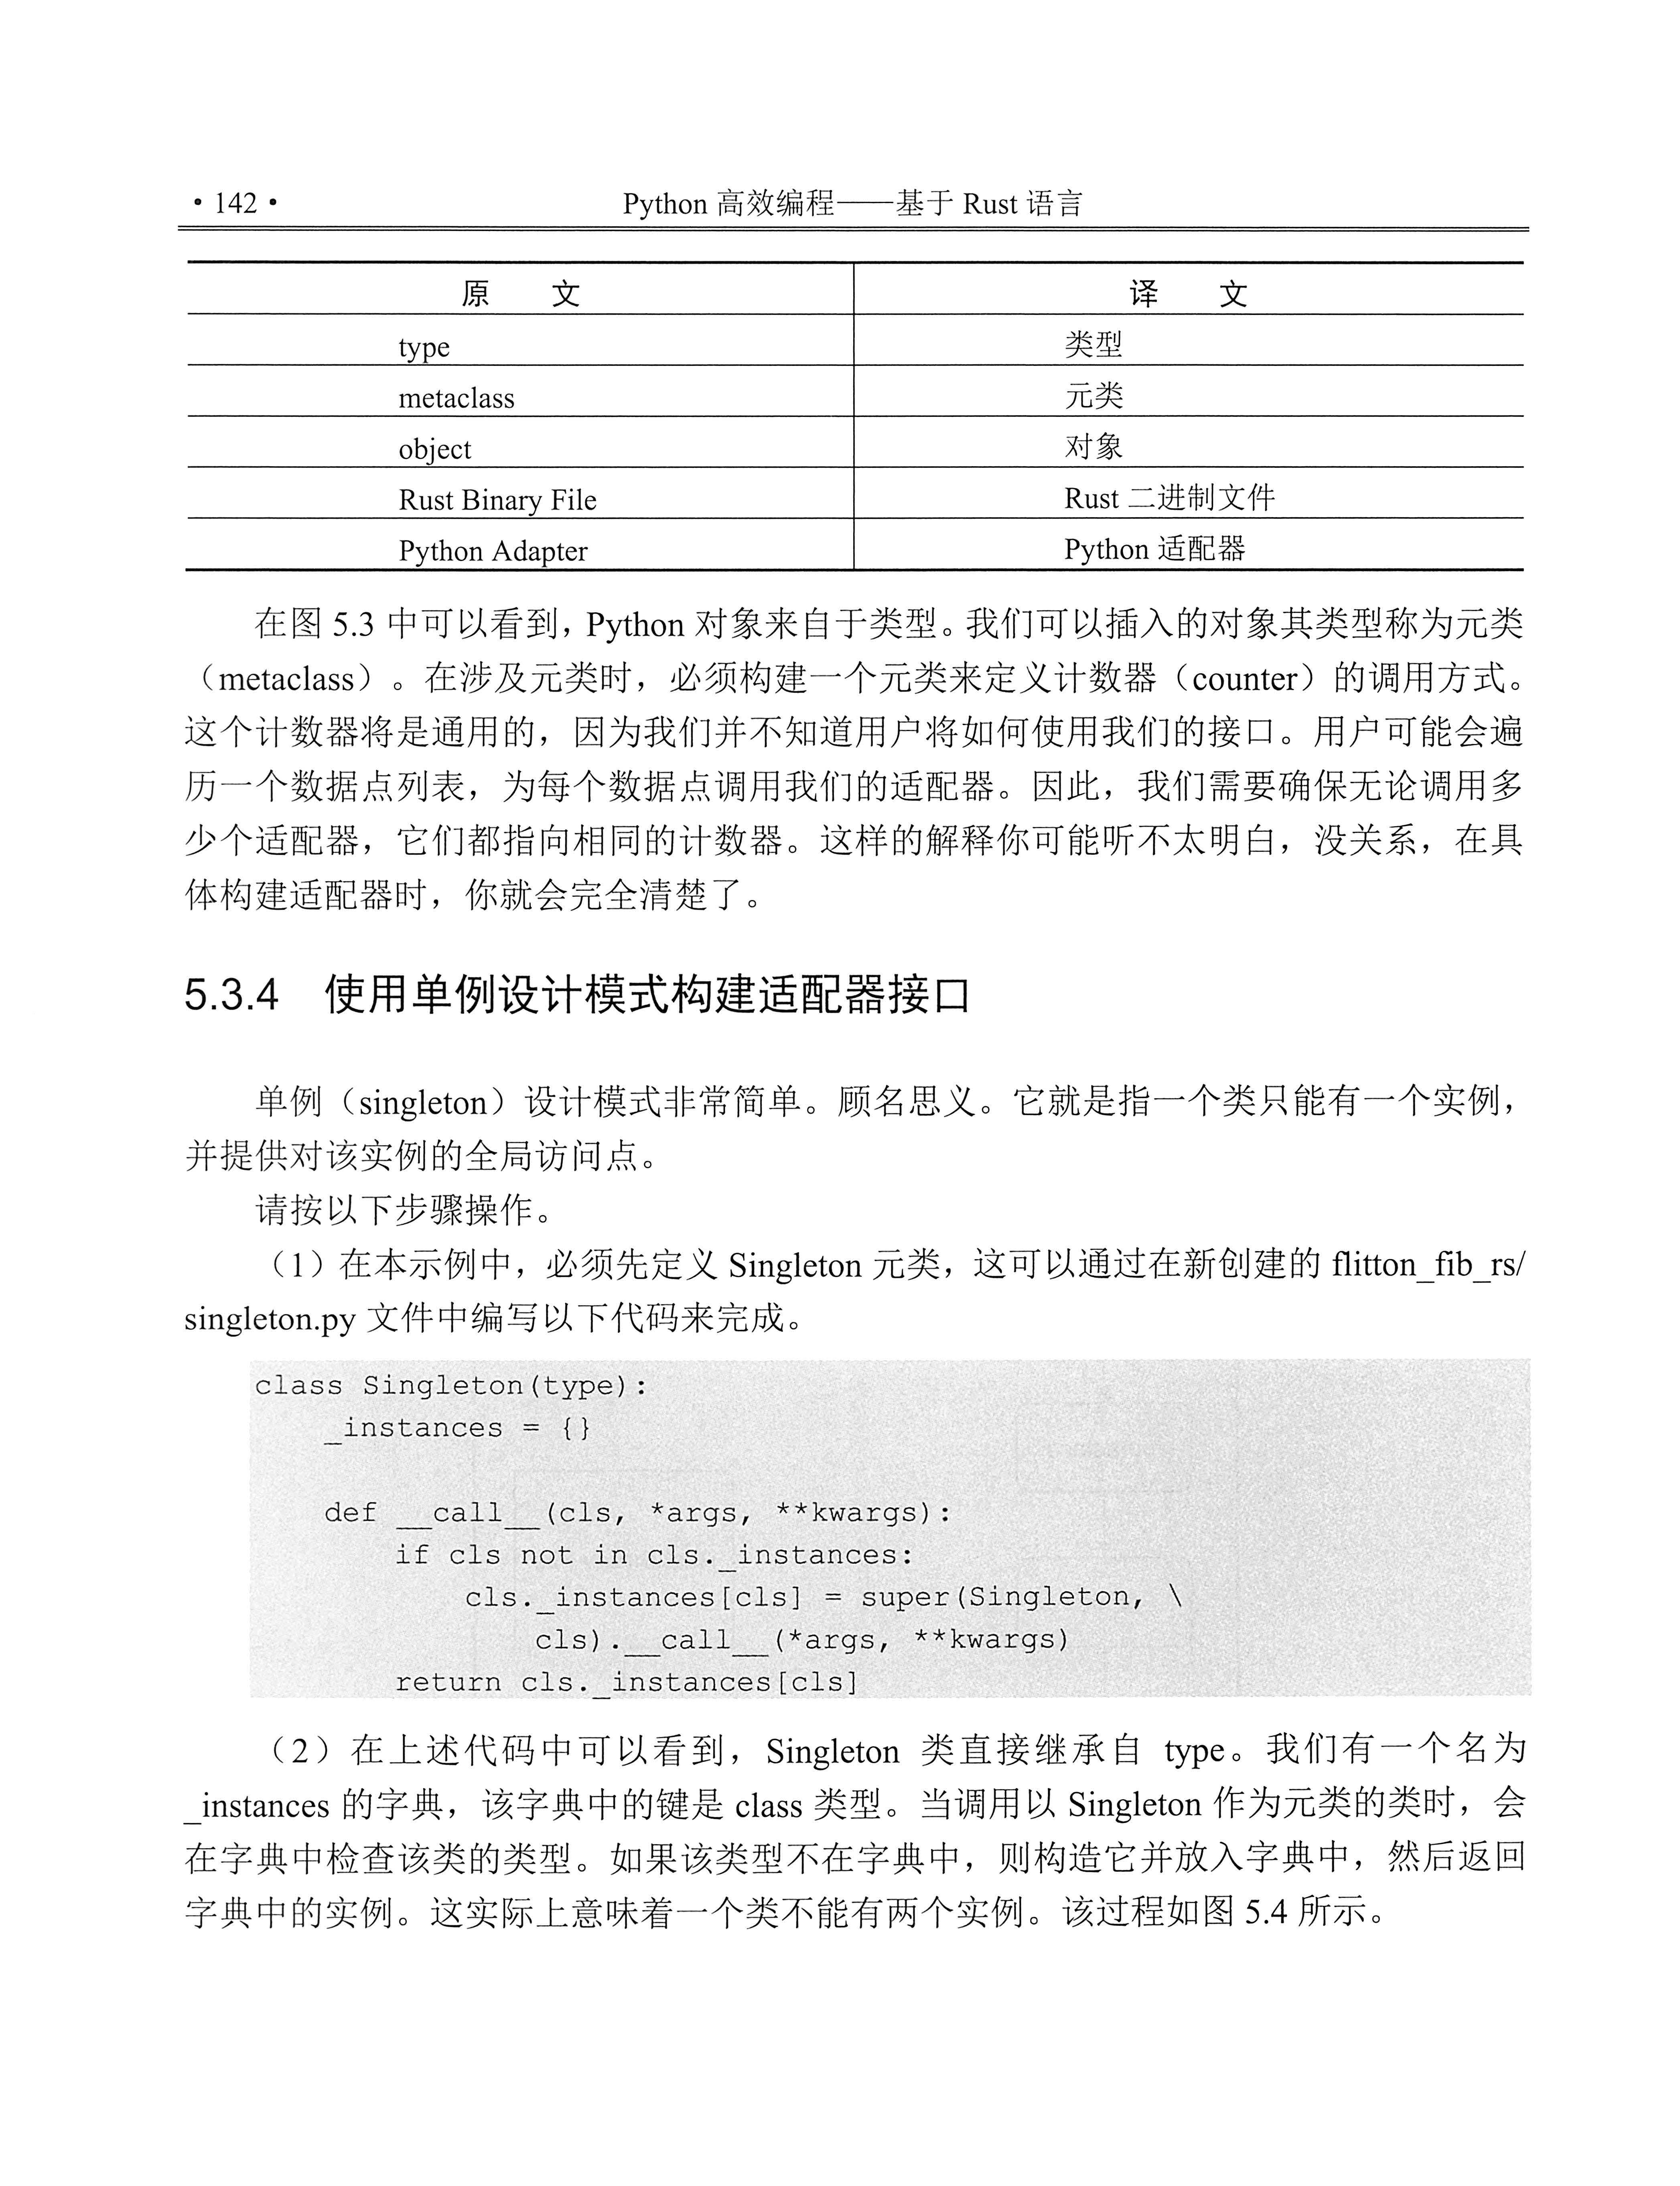 • 142 •
Python 高效编程——基于 Rust 语言
原 文
译 文
type
类型
metaclass
元类
object
对象
Rust Binary File
Rust 二进制文件
Python Adapter
Python 适配器
在图 5.3 中可以看到，Python 对象来自于类型。我们可以插入的对象其类型称为元类
（metaclass）。在涉及元类时，必须构建一个元类来定义计数器（counter）的调用方式。
这个计数器将是通用的，因为我们并不知道用户将如何使用我们的接口。用户可能会遍
历一个数据点列表，为每个数据点调用我们的适配器。因此，我们需要确保无论调用多
少个适配器，它们都指向相同的计数器。这样的解释你可能听不太明白，没关系，在具
体构建适配器时，你就会完全清楚了。
5.3.4 使用单例设计模式构建适配器接口
单例（singleton）设计模式非常简单。顾名思义。它就是指一个类只能有一个实例，
并提供对该实例的全局访问点。
请按以下步骤操作。
（1）在本示例中，必须先定义 Singleton 元类，这可以通过在新创建的 flitton_fib_rs/
singleton.py 文件中编写以下代码来完成。
class Singleton(type):
    _instances = {}
    def __call__(cls, *args, **kwargs):
        if cls not in cls._instances:
            cls._instances[cls] = super(Singleton, \
                cls).__call__(*args, **kwargs)
        return cls._instances[cls]
（2）在上述代码中可以看到，Singleton 类直接继承自 type。我们有一个名为
_instances 的字典，该字典中的键是 class 类型。当调用以 Singleton 作为元类的类时，会
在字典中检查该类的类型。如果该类型不在字典中，则构造它并放入字典中，然后返回
字典中的实例。这实际上意味着一个类不能有两个实例。该过程如图 5.4 所示。